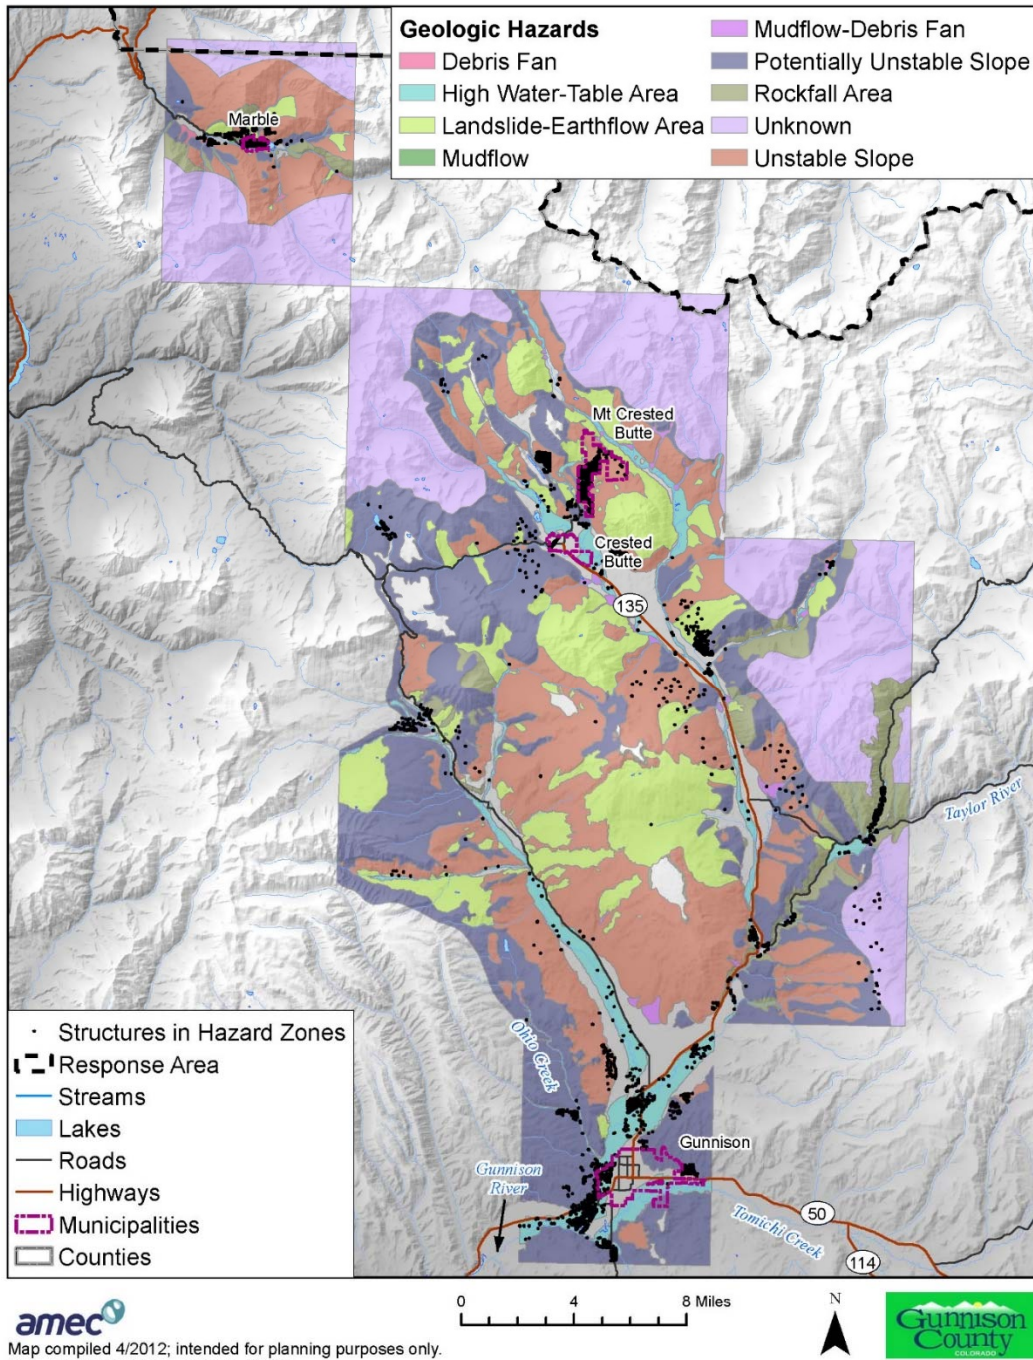 Geologic Hazards
Debris Fan
High Water-Table Area
Landslide-Earthflow Area
Mudflow
Mudflow-Debris Fan
Potentially Unstable Slope
Rockfall Area
Unknown
Unstable Slope
Marble
Mt Crested
Butte
Crested
Butte
135
Taylor River
Ohio Creek
Gunnison
Gunnison
River
Tomichi Creek
50
114
Structures in Hazard Zones
Response Area
Streams
Lakes
Roads
Highways
Municipalities
Counties
amec
Map compiled 4/2012; intended for planning purposes only.
0 4 8 Miles
N
Gunnison
County
COLORADO